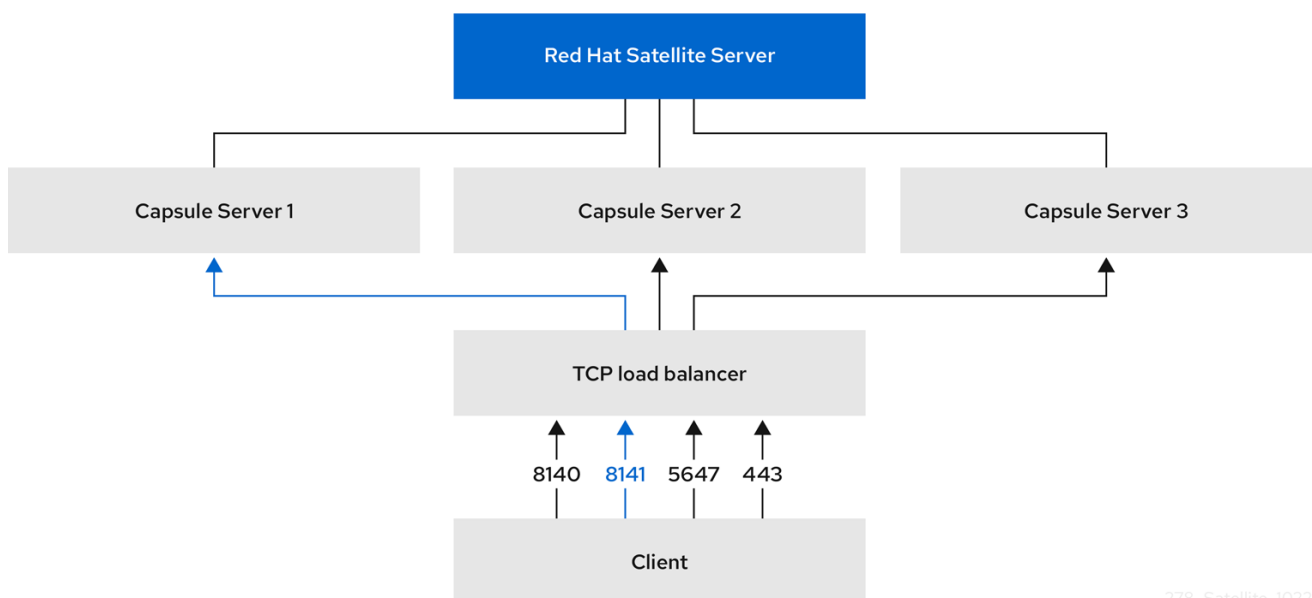 Red Hat Satellite Server
Capsule Server 1
Capsule Server 2
Capsule Server 3
TCP load balancer
8140
8141
5647
443
Client